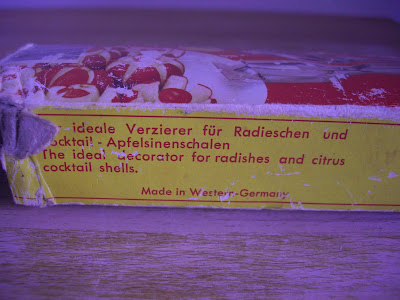 ideale Verzierer für Radieschen und
Cocktail - Apfelsinenschalen
The ideal decorator for radishes and citrus
cocktail shells.
Made in Western-Germany